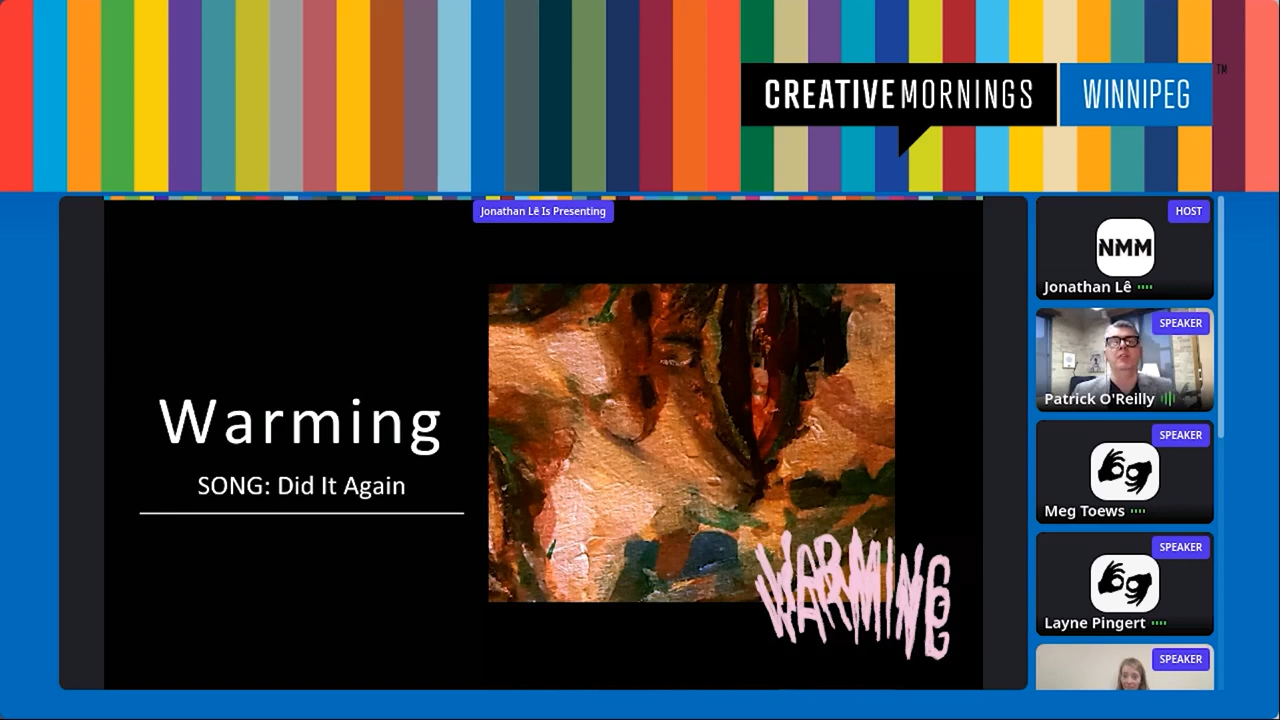 CREATIVEMORNINGS WINNIPEG TM
Jonathan Lê Is Presenting
Warming
SONG: Did It Again
WARMING
HOST
NMM
Jonathan Lê
SPEAKER
Patrick O'Reilly
SPEAKER
Meg Toews
SPEAKER
Layne Pingert
SPEAKER